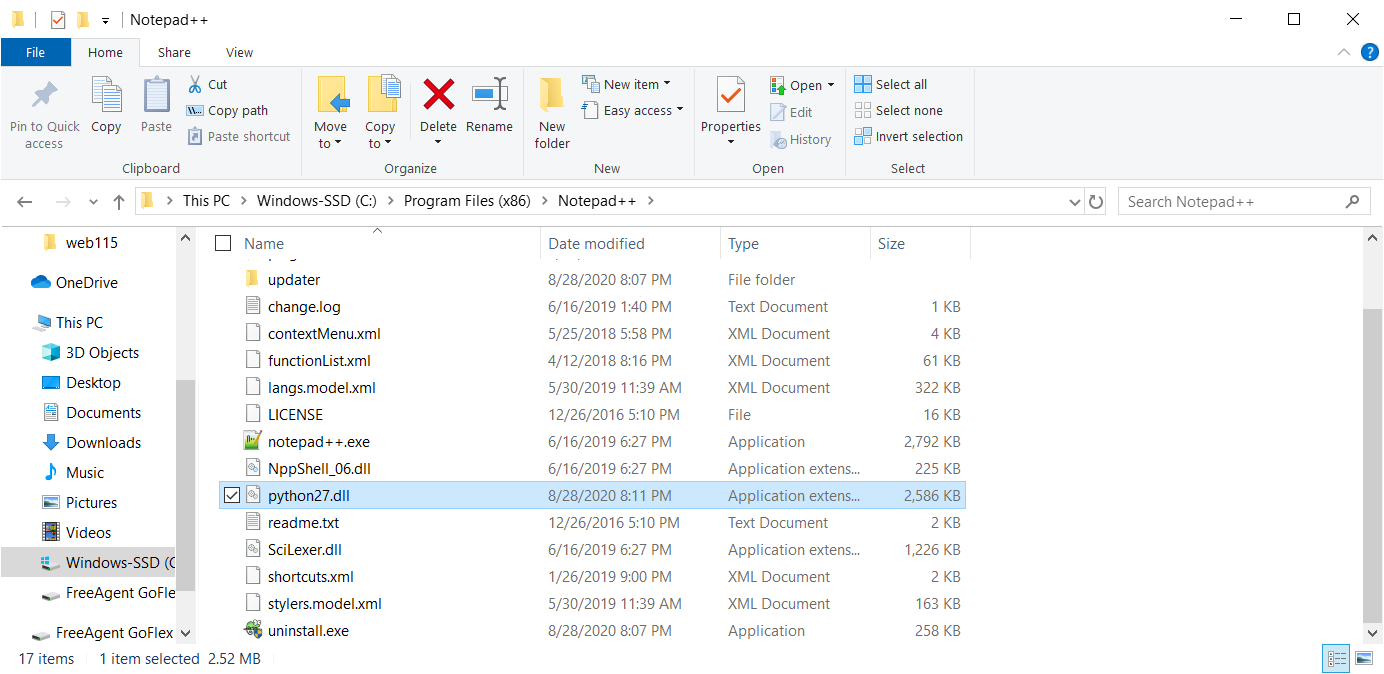 Notepad++
File Home Share View
Pin to Quick access
Copy
Paste
Cut
Copy path
Paste shortcut
Clipboard
Move to
Copy to
Delete
Rename
Organize
New folder
New item
Easy access
New
Properties
Open
Edit
History
Open
Select all
Select none
Invert selection
Select
This PC > Windows-SSD (C:) > Program Files (x86) > Notepad++ >
Search Notepad++
web115
OneDrive
This PC
3D Objects
Desktop
Documents
Downloads
Music
Pictures
Videos
Windows-SSD (C
FreeAgent GoFle
FreeAgent GoFlex
Name Date modified Type Size
updater 8/28/2020 8:07 PM File folder
change.log 6/16/2019 1:40 PM Text Document 1 KB
contextMenu.xml 5/25/2018 5:58 PM XML Document 4 KB
functionList.xml 4/12/2018 8:16 PM XML Document 61 KB
langs.model.xml 5/30/2019 11:39 AM XML Document 322 KB
LICENSE 12/26/2016 5:10 PM File 16 KB
notepad++.exe 6/16/2019 6:27 PM Application 2,792 KB
NppShell_06.dll 6/16/2019 6:27 PM Application extens... 225 KB
python27.dll 8/28/2020 8:11 PM Application extens... 2,586 KB
readme.txt 12/26/2016 5:10 PM Text Document 2 KB
SciLexer.dll 6/16/2019 6:27 PM Application extens... 1,226 KB
shortcuts.xml 1/26/2019 9:00 PM XML Document 2 KB
stylers.model.xml 5/30/2019 11:39 AM XML Document 163 KB
uninstall.exe 8/28/2020 8:07 PM Application 258 KB
17 items 1 item selected 2.52 MB